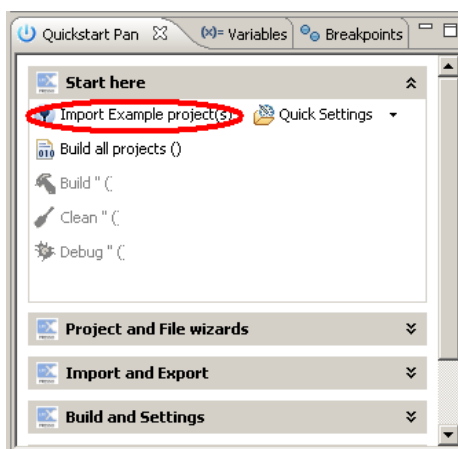 Quickstart Pan (x)= Variables Breakpoints
Start here
Import Example project(s) Quick Settings
Build all projects ()
Build '' (
Clean '' (
Debug '' (
Project and File wizards
Import and Export
Build and Settings